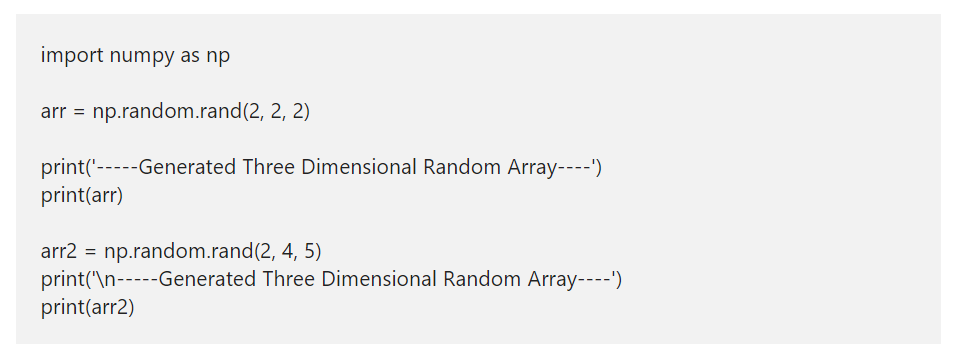 import numpy as np
arr = np.random.rand(2, 2, 2)
print('-----Generated Three Dimensional Random Array----')
print(arr)
arr2 = np.random.rand(2, 4, 5)
print('\n-----Generated Three Dimensional Random Array----')
print(arr2)